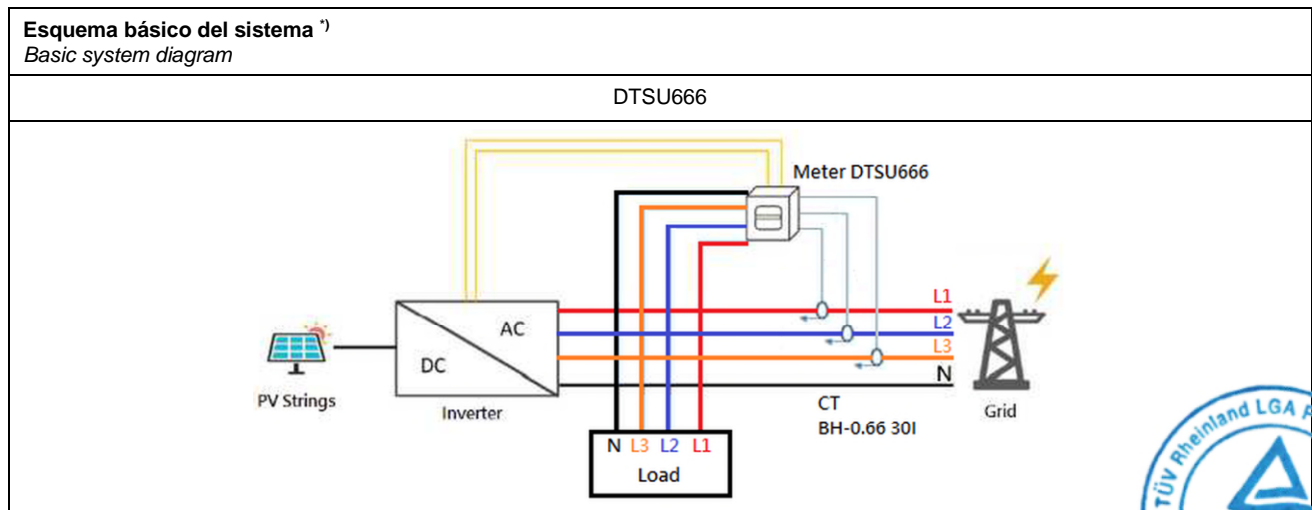 Esquema básico del sistema *)
Basic system diagram
DTSU666
Meter DTSU666
L1
L2
L3
N
AC
DC
PV Strings
Inverter
CT
BH-0.66 30I
Grid
N L3 L2 L1
Load
TÜV Rheinland LGA